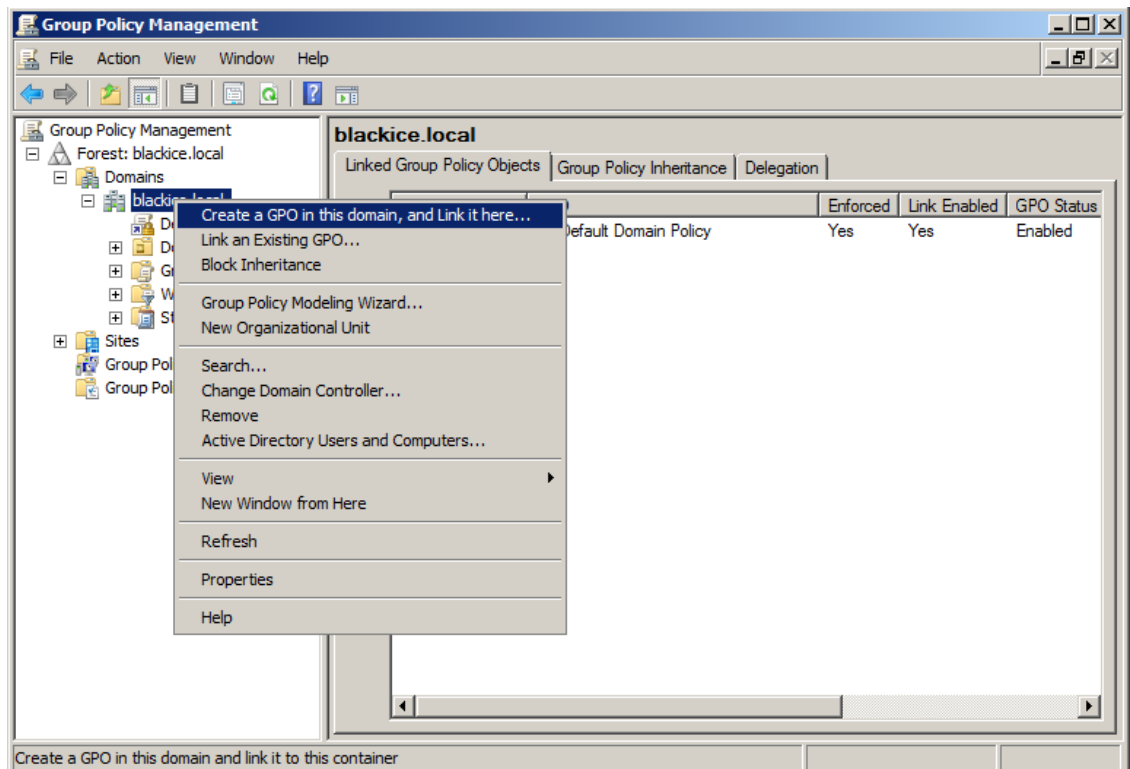 Group Policy Management
File Action View Window Help
Group Policy Management
Forest: blackice.local
Domains
Sites
Group
Group
blackice.local
Linked Group Policy Objects Group Policy Inheritance Delegation
Enforced Link Enabled GPO Status
Default Domain Policy Yes Yes Enabled
Create a GPO in this domain, and Link it here...
Link an Existing GPO...
Block Inheritance
Group Policy Modeling Wizard...
New Organizational Unit
Search...
Change Domain Controller...
Remove
Active Directory Users and Computers...
View
New Window from Here
Refresh
Properties
Help
Create a GPO in this domain and link it to this container